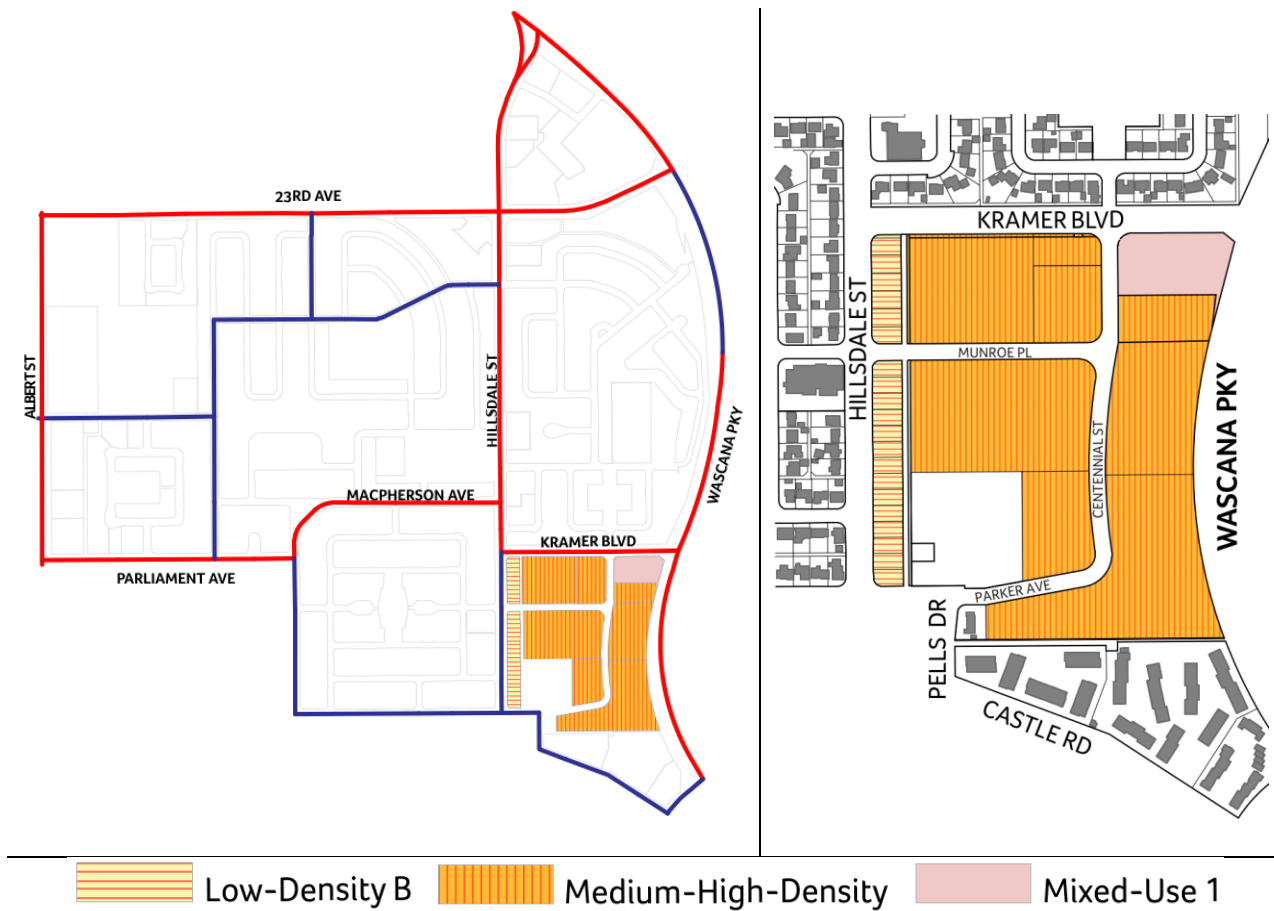 23RD AVE
ALBERT ST
HILLSDALE ST
MACPHERSON AVE
WASCANA PKY
KRAMER BLVD
PARLIAMENT AVE
KRAMER BLVD
HILLSDALE ST
MUNROE PL
CENTENNIAL ST
WASCANA PKY
PARKER AVE
PELLS DR
CASTLE RD
Low-Density B
Medium-High-Density
Mixed-Use 1